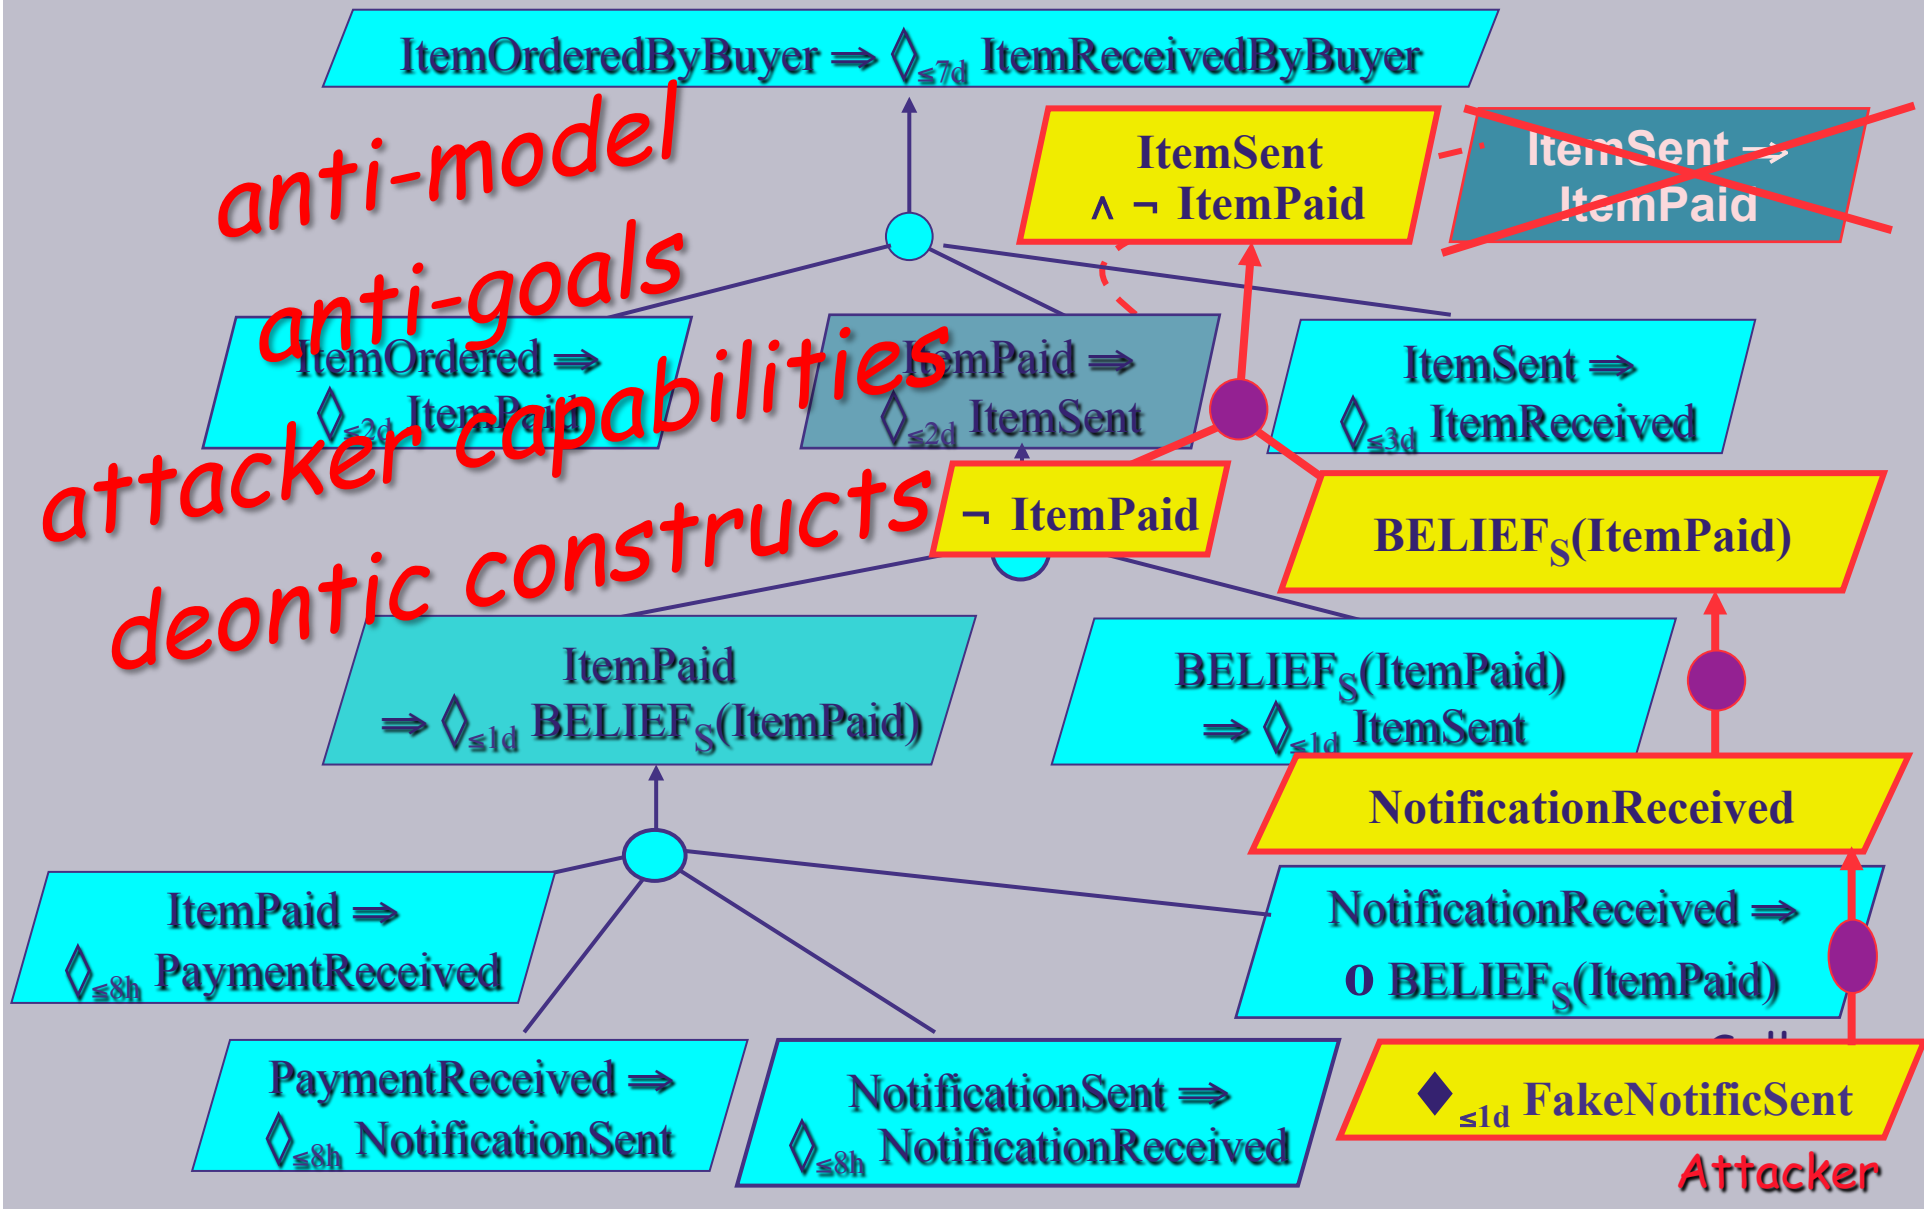 ItemOrderedByBuyer ⇒ ◊≤7d ItemReceivedByBuyer
anti-model
anti-goals
attacker capabilities
deontic constructs
ItemSent
∧ ¬ ItemPaid
ItemSent ⇒
ItemPaid
ItemOrdered ⇒
◊≤2d ItemPaid
ItemPaid ⇒
◊≤2d ItemSent
ItemSent ⇒
◊≤3d ItemReceived
¬ ItemPaid
BELIEFS(ItemPaid)
ItemPaid
⇒ ◊≤1d BELIEFS(ItemPaid)
BELIEFS(ItemPaid)
⇒ ◊≤1d ItemSent
NotificationReceived
ItemPaid ⇒
◊≤8h PaymentReceived
NotificationReceived ⇒
o BELIEFS(ItemPaid)
PaymentReceived ⇒
◊≤8h NotificationSent
NotificationSent ⇒
◊≤8h NotificationReceived
♦≤1d FakeNotificSent
Attacker